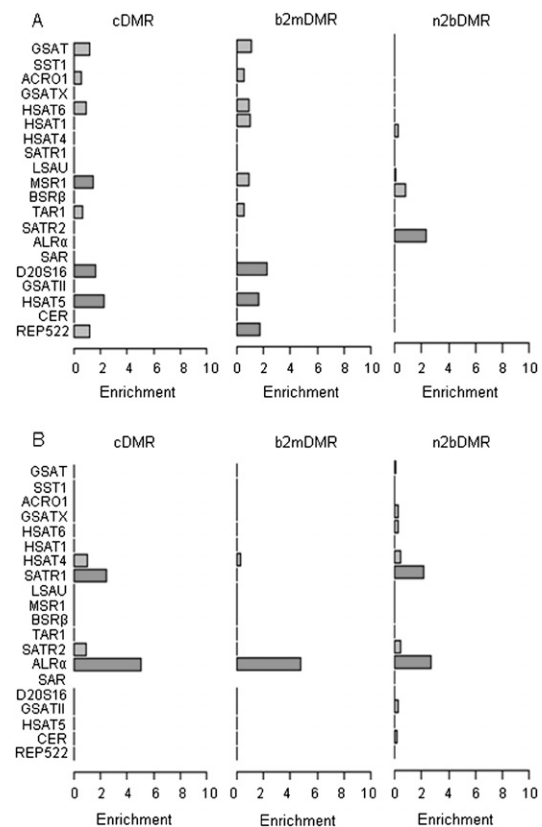 A
cDMR b2mDMR n2bDMR
GSAT
SST1
ACRO1
GSATX
HSAT6
HSAT1
HSAT4
SATR1
LSAU
MSR1
BSRβ
TAR1
SATR2
ALRα
SAR
D20S16
GSATII
HSAT5
CER
REP522
0 2 4 6 8 10 0 2 4 6 8 10 0 2 4 6 8 10
Enrichment Enrichment Enrichment
B
cDMR b2mDMR n2bDMR
GSAT
SST1
ACRO1
GSATX
HSAT6
HSAT1
HSAT4
SATR1
LSAU
MSR1
BSRβ
TAR1
SATR2
ALRα
SAR
D20S16
GSATII
HSAT5
CER
REP522
0 2 4 6 8 10 0 2 4 6 8 10 0 2 4 6 8 10
Enrichment Enrichment Enrichment